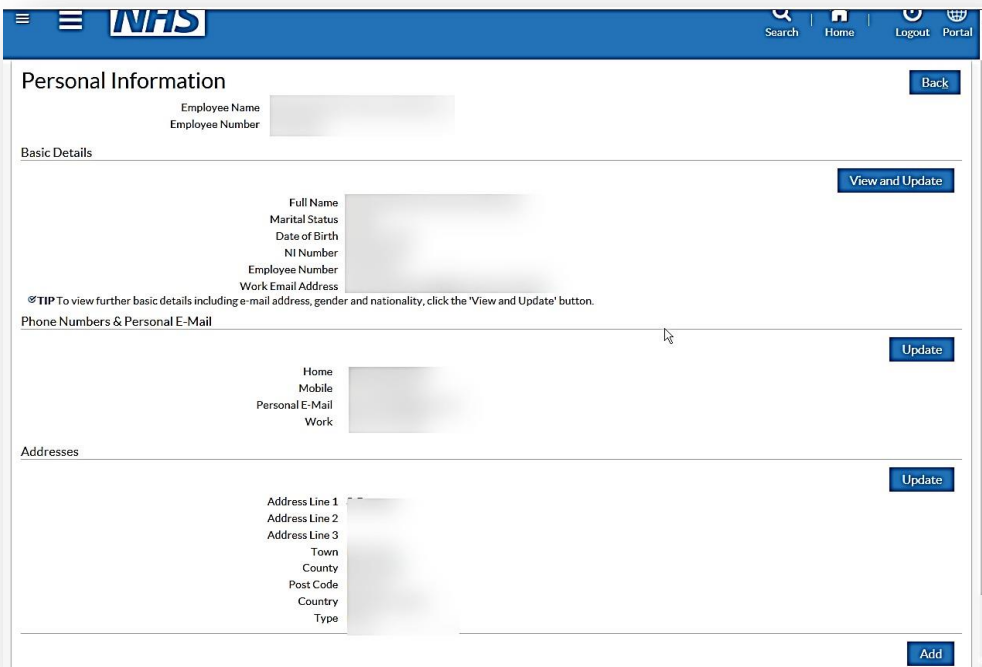 NHS
Search Home Logout Portal
Personal Information
Back
Employee Name
Employee Number
Basic Details
View and Update
Full Name
Marital Status
Date of Birth
NI Number
Employee Number
Work Email Address
TIP To view further basic details including e-mail address, gender and nationality, click the 'View and Update' button.
Phone Numbers & Personal E-Mail
Update
Home
Mobile
Personal E-Mail
Work
Addresses
Update
Address Line 1
Address Line 2
Address Line 3
Town
County
Post Code
Country
Type
Add